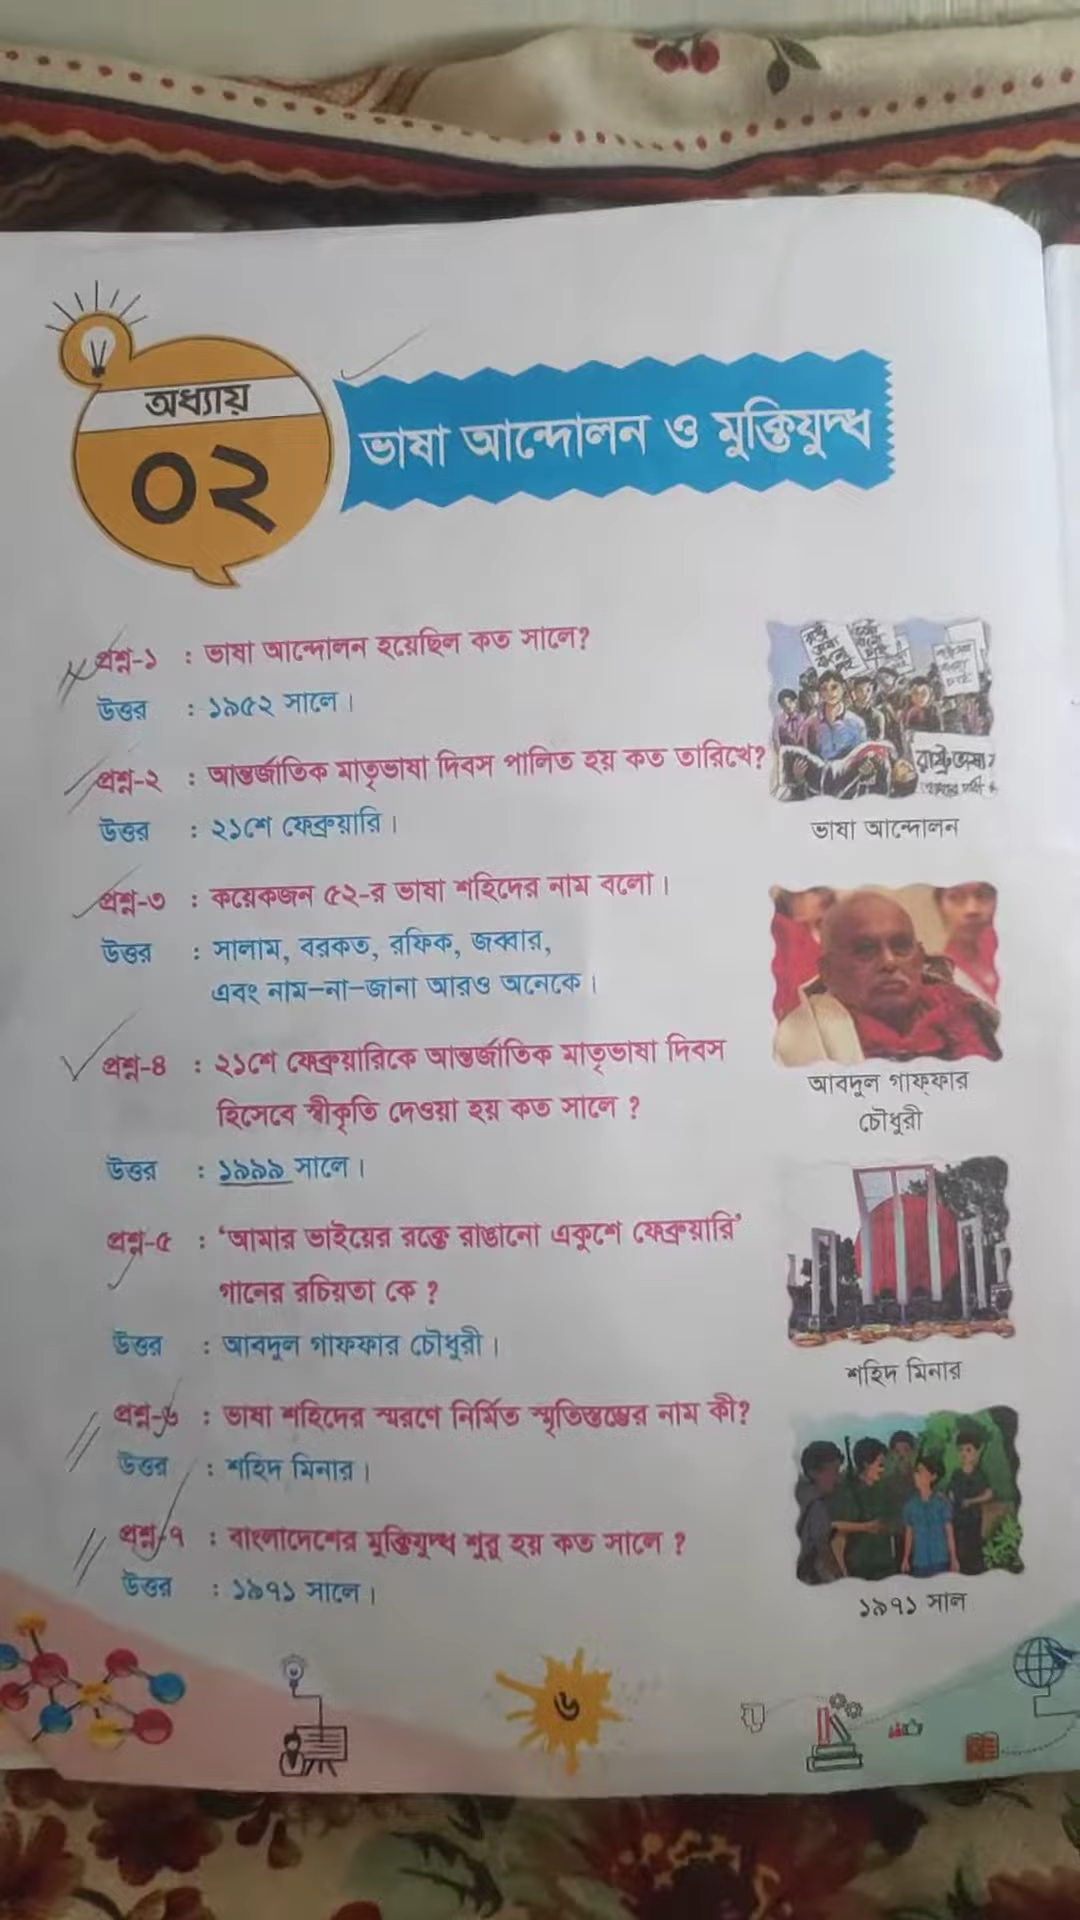 অধ্যায়
০২
ভাষা আন্দোলন ও মুক্তিযুদ্ধ
প্রশ্ন-১ : ভাষা আন্দোলন হয়েছিল কত সালে?
উত্তর : ১৯৫২ সালে।
প্রশ্ন-২ : আন্তর্জাতিক মাতৃভাষা দিবস পালিত হয় কত তারিখে?
উত্তর : ২১শে ফেব্রুয়ারি।
ভাষা আন্দোলন
প্রশ্ন-৩ : কয়েকজন ৫২-র ভাষা শহিদের নাম বলো।
উত্তর : সালাম, বরকত, রফিক, জব্বার,
এবং নাম-না-জানা আরও অনেকে।
প্রশ্ন-৪ : ২১শে ফেব্রুয়ারিকে আন্তর্জাতিক মাতৃভাষা দিবস
হিসেবে স্বীকৃতি দেওয়া হয় কত সালে ?
উত্তর : ১৯৯৯ সালে।
আবদুল গাফ্ফার
চৌধুরী
প্রশ্ন-৫ : ‘আমার ভাইয়ের রক্তে রাঙানো একুশে ফেব্রুয়ারি’
গানের রচিয়তা কে ?
উত্তর : আবদুল গাফফার চৌধুরী।
শহিদ মিনার
প্রশ্ন-৬ : ভাষা শহিদের স্মরণে নির্মিত স্মৃতিস্তম্ভের নাম কী?
উত্তর : শহিদ মিনার।
প্রশ্ন-৭ : বাংলাদেশের মুক্তিযুদ্ধ শুরু হয় কত সালে ?
উত্তর : ১৯৭১ সালে।
১৯৭১ সাল
৬